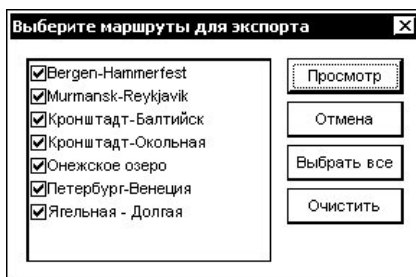 Выберите маршруты для экспорта
Bergen-Hammerfest
Murmansk-Reykjavik
Кронштадт-Балтийск
Кронштадт-Окольная
Онежское озеро
Петербург-Венеция
Ягельная - Долгая
Просмотр
Отмена
Выбрать все
Очистить